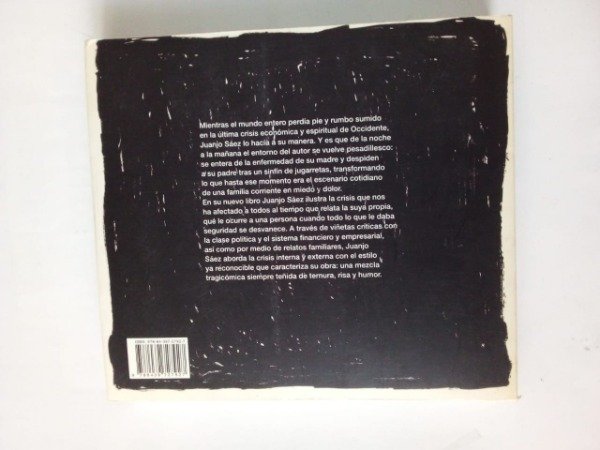 Mientras el mundo entero perdía pie y rumbo sumido
en la última crisis económica y espiritual de Occidente,
Juanjo Sáez lo hacía a su manera. Y es que de la noche
a la mañana el entorno del autor se vuelve pesadillesco:
se entera de la enfermedad de su madre y despiden
a su padre tras un sinfín de jugarretas, transformando
lo que hasta ese momento era el escenario cotidiano
de una familia corriente en miedo y dolor.
En su nuevo libro Juanjo Sáez ilustra la crisis que nos
ha afectado a todos al tiempo que relata la suya propia,
qué le ocurre a una persona cuando todo lo que le daba
seguridad se desvanece. A través de viñetas críticas con
la clase política y el sistema financiero y empresarial,
así como por medio de relatos familiares, Juanjo
Sáez aborda la crisis interna y externa con el estilo
ya reconocible que caracteriza su obra: una mezcla
tragicómica siempre teñida de ternura, risa y humor.
ISBN